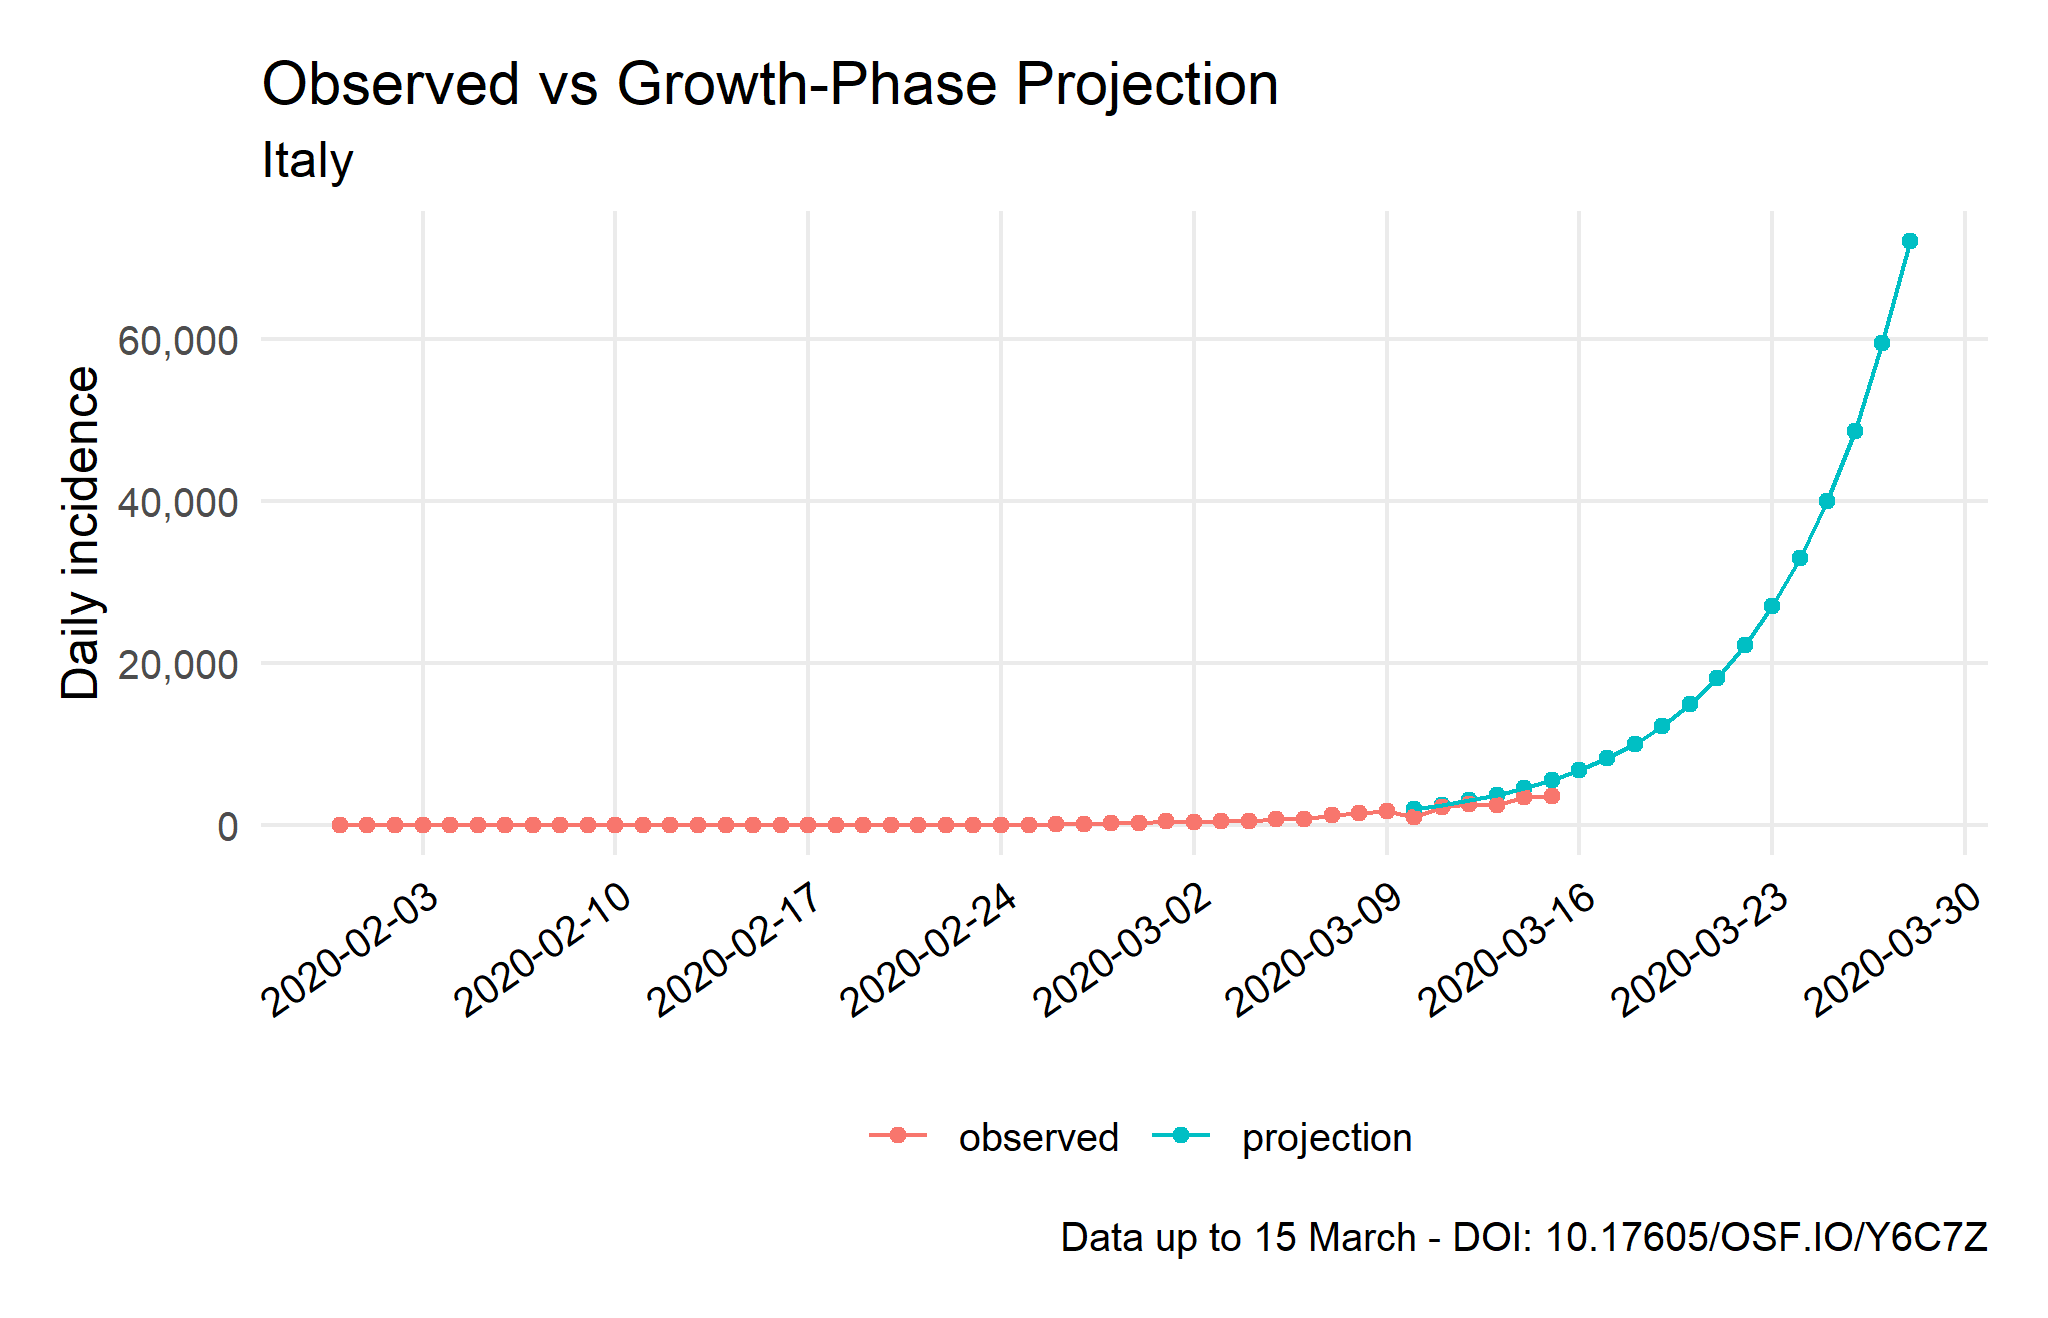 Observed vs Growth-Phase Projection
Italy
Daily incidence
60,000
40,000
20,000
0
2020-02-03
2020-02-10
2020-02-17
2020-02-24
2020-03-02
2020-03-09
2020-03-16
2020-03-23
2020-03-30
observed
projection
Data up to 15 March - DOI: 10.17605/OSF.IO/Y6C7Z